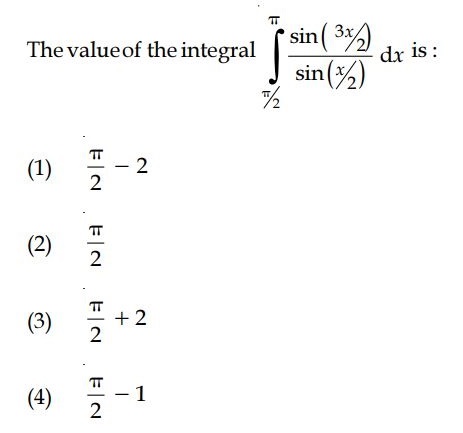 The value of the integral ∫_{π/2}^{π} sin(3x/2)/sin(x/2) dx is :
(1) π/2 − 2
(2) π/2
(3) π/2 + 2
(4) π/2 − 1